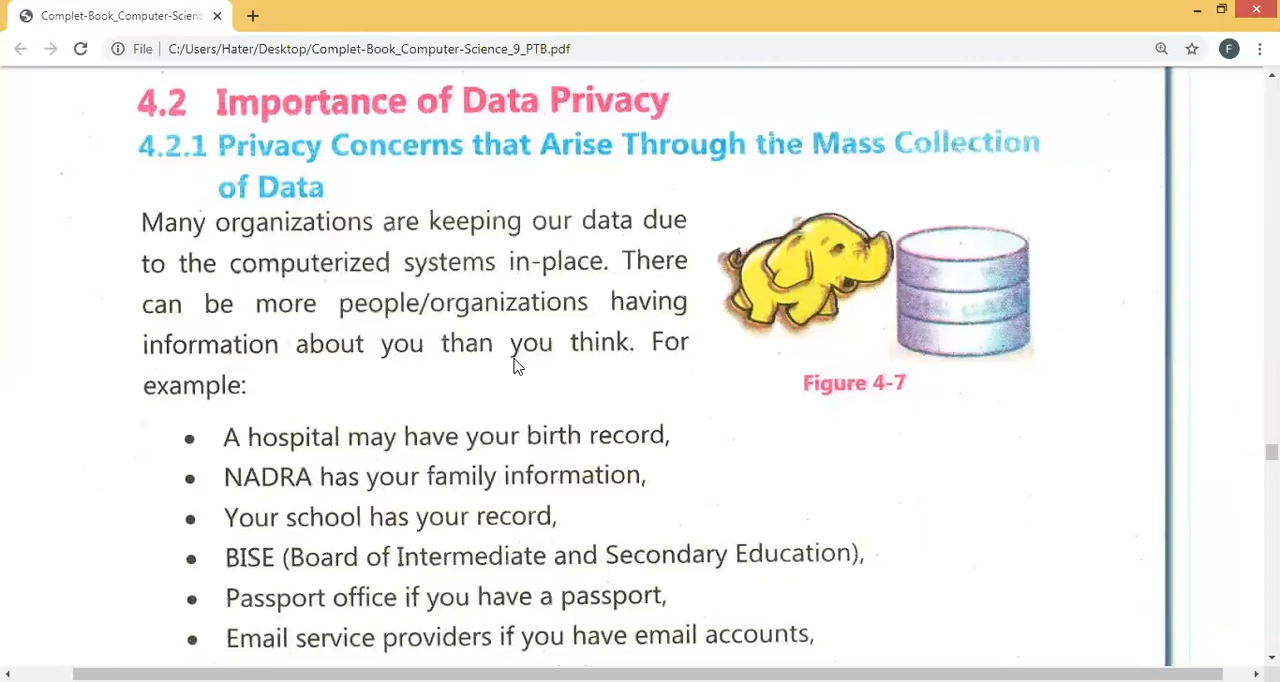 Complet-Book_Computer-Scienc
File
C:/Users/Hater/Desktop/Complet-Book_Computer-Science_9_PTB.pdf
F
4.2 Importance of Data Privacy
4.2.1 Privacy Concerns that Arise Through the Mass Collection
of Data
Many organizations are keeping our data due
to the computerized systems in-place. There
can be more people/organizations having
information about you than you think. For
example:
Figure 4-7
• A hospital may have your birth record,
• NADRA has your family information,
• Your school has your record,
• BISE (Board of Intermediate and Secondary Education),
• Passport office if you have a passport,
• Email service providers if you have email accounts,